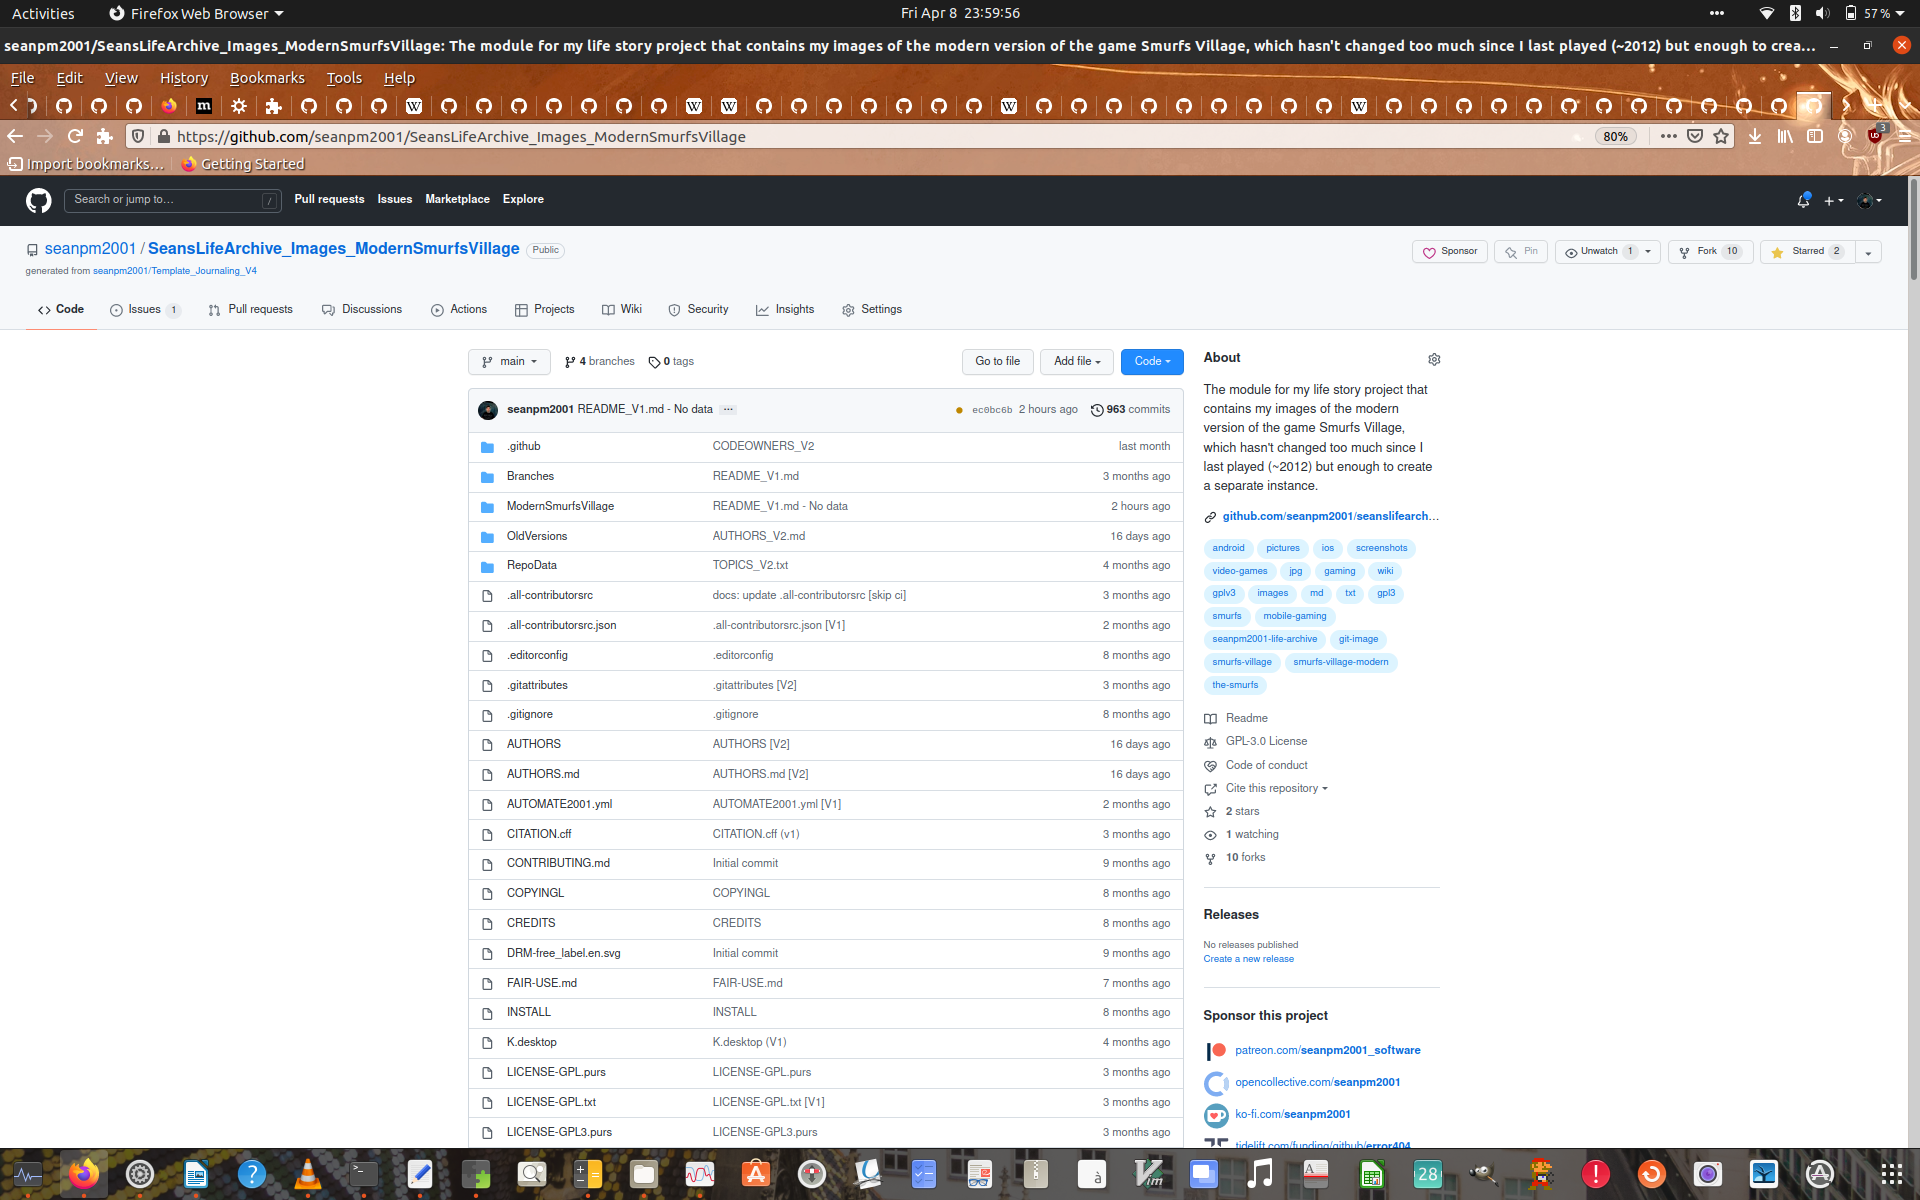 Activities Firefox Web Browser Fri Apr 8 23:59:56 57 %
seanpm2001/SeansLifeArchive_Images_ModernSmurfsVillage: The module for my life story project that contains my images of the modern version of the game Smurfs Village, which hasn't changed too much since I last played (~2012) but enough to crea…
File Edit View History Bookmarks Tools Help
https://github.com/seanpm2001/SeansLifeArchive_Images_ModernSmurfsVillage 80% 3
Import bookmarks… Getting Started
Search or jump to… / Pull requests Issues Marketplace Explore
seanpm2001 / SeansLifeArchive_Images_ModernSmurfsVillage Public Sponsor Pin Unwatch 1 Fork 10 Starred 2
generated from seanpm2001/Template_Journaling_V4
Code Issues 1 Pull requests Discussions Actions Projects Wiki Security Insights Settings
main 4 branches 0 tags Go to file Add file Code
seanpm2001 README_V1.md - No data ... ec0bc6b 2 hours ago 963 commits
.github CODEOWNERS_V2 last month
Branches README_V1.md 3 months ago
ModernSmurfsVillage README_V1.md - No data 2 hours ago
OldVersions AUTHORS_V2.md 16 days ago
RepoData TOPICS_V2.txt 4 months ago
.all-contributorsrc docs: update .all-contributorsrc [skip ci] 3 months ago
.all-contributorsrc.json .all-contributorsrc.json [V1] 2 months ago
.editorconfig .editorconfig 8 months ago
.gitattributes .gitattributes [V2] 3 months ago
.gitignore .gitignore 8 months ago
AUTHORS AUTHORS [V2] 16 days ago
AUTHORS.md AUTHORS.md [V2] 16 days ago
AUTOMATE2001.yml AUTOMATE2001.yml [V1] 2 months ago
CITATION.cff CITATION.cff (v1) 3 months ago
CONTRIBUTING.md Initial commit 9 months ago
COPYINGL COPYINGL 8 months ago
CREDITS CREDITS 8 months ago
DRM-free_label.en.svg Initial commit 9 months ago
FAIR-USE.md FAIR-USE.md 7 months ago
INSTALL INSTALL 8 months ago
K.desktop K.desktop (V1) 4 months ago
LICENSE-GPL.purs LICENSE-GPL.purs 3 months ago
LICENSE-GPL.txt LICENSE-GPL.txt [V1] 3 months ago
LICENSE-GPL3.purs LICENSE-GPL3.purs 3 months ago
About
The module for my life story project that
contains my images of the modern
version of the game Smurfs Village,
which hasn't changed too much since I
last played (~2012) but enough to create
a separate instance.
github.com/seanpm2001/seanslifearch…
android pictures ios screenshots
video-games jpg gaming wiki
gplv3 images md txt gpl3
smurfs mobile-gaming
seanpm2001-life-archive git-image
smurfs-village smurfs-village-modern
the-smurfs
Readme
GPL-3.0 License
Code of conduct
Cite this repository
2 stars
1 watching
10 forks
Releases
No releases published
Create a new release
Sponsor this project
patreon.com/seanpm2001_software
opencollective.com/seanpm2001
ko-fi.com/seanpm2001
tidelift.com/funding/github/error404
28